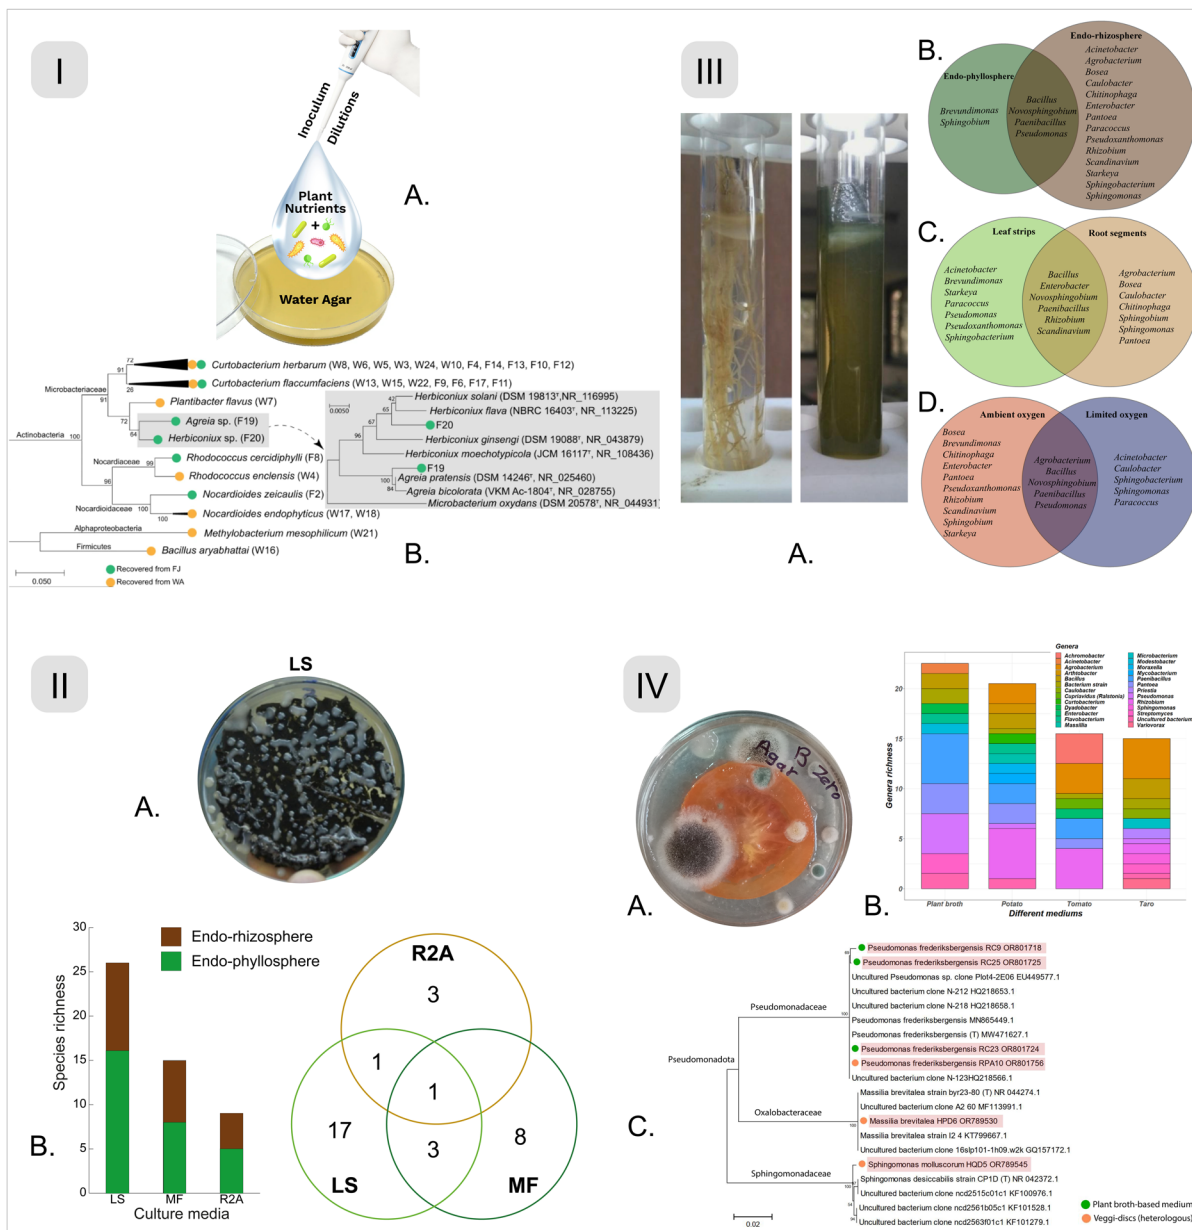 I
Inoculum
Dilutions
Plant
Nutrients
+
Water Agar
A.
72
91
26
91
72
64
100
99
100
100
Microbacteriaceae
Actinobacteria
Nocardiaceae
Nocardioidaceae
Alphaproteobacteria
Firmicutes
Curtobacterium herbarum (W8, W6, W5, W3, W24, W10, F4, F14, F13, F10, F12)
Curtobacterium flaccumfaciens (W13, W15, W22, F9, F6, F17, F11)
Plantibacter flavus (W7)
Agreia sp. (F19)
Herbiconiux sp. (F20)
Rhodococcus cercidiphylli (F8)
Rhodococcus enclensis (W4)
Nocardioides zeicaulis (F2)
Nocardioides endophyticus (W17, W18)
Methylobacterium mesophilicum (W21)
Bacillus aryabhattai (W16)
0.050
Recovered from FJ
Recovered from WA
0.0050
42
65
67
96
100
84
Herbiconiux solani (DSM 19813ᵀ, NR_116995)
Herbiconiux flava (NBRC 16403ᵀ, NR_113225)
F20
Herbiconiux ginsengi (DSM 19088ᵀ, NR_043879)
Herbiconiux moechotypicola (JCM 16117ᵀ, NR_108436)
F19
Agreia pratensis (DSM 14246ᵀ, NR_025460)
Agreia bicolorata (VKM Ac-1804ᵀ, NR_028755)
Microbacterium oxydans (DSM 20578ᵀ, NR_044931)
B.
III
A.
B.
Endo-phyllosphere
Brevundimonas
Sphingobium
Bacillus
Novosphingobium
Paenibacillus
Pseudomonas
Endo-rhizosphere
Acinetobacter
Agrobacterium
Bosea
Caulobacter
Chitinophaga
Enterobacter
Pantoea
Paracoccus
Pseudoxanthomonas
Rhizobium
Scandinavium
Starkeya
Sphingobacterium
Sphingomonas
C.
Leaf strips
Acinetobacter
Brevundimonas
Starkeya
Paracoccus
Pseudomonas
Pseudoxanthomonas
Sphingobacterium
Bacillus
Enterobacter
Novosphingobium
Paenibacillus
Rhizobium
Scandinavium
Root segments
Agrobacterium
Bosea
Caulobacter
Chitinophaga
Sphingobium
Sphingomonas
Pantoea
D.
Ambient oxygen
Bosea
Brevundimonas
Chitinophaga
Enterobacter
Pantoea
Pseudoxanthomonas
Rhizobium
Scandinavium
Sphingobium
Starkeya
Agrobacterium
Bacillus
Novosphingobium
Paenibacillus
Pseudomonas
Limited oxygen
Acinetobacter
Caulobacter
Sphingobacterium
Sphingomonas
Paracoccus
II
LS
A.
B.
Species richness
30
25
20
15
10
5
0
Endo-rhizosphere
Endo-phyllosphere
LS
MF
R2A
Culture media
R2A
3
1
1
17
3
8
LS
MF
IV
Agar
B Zero
A.
B.
Genera richness
20
15
10
5
0
Plant broth
Potato
Tomato
Taro
Different mediums
Genera
Achromobacter
Acinetobacter
Agrobacterium
Arthtobacter
Bacillus
Bacterium strain
Caulobacter
Cupriavidus (Ralstonia)
Curtobacterium
Dyadobacter
Enterobacter
Flavobacterium
Massilia
Microbacterium
Modestobacter
Moraxella
Mycobacterium
Paenibacillus
Pantoea
Priestia
Pseudomonas
Rhizobium
Sphingomonas
Streptomyces
Uncultured bacterium
Variovorax
C.
Pseudomonadota
Pseudomonadaceae
Oxalobacteraceae
Sphingomonadaceae
Pseudomonas frederiksbergensis RC9 OR801718
Pseudomonas frederiksbergensis RC25 OR801725
Uncultured Pseudomonas sp. clone Plot4-2E06 EU449577.1
Uncultured bacterium clone N-212 HQ218653.1
Uncultured bacterium clone N-218 HQ218658.1
Pseudomonas frederiksbergensis MN865449.1
Pseudomonas frederiksbergensis (T) MW471627.1
Pseudomonas frederiksbergensis RC23 OR801724
Pseudomonas frederiksbergensis RPA10 OR801756
Uncultured bacterium clone N-123HQ218566.1
Massilia brevitalea strain byr23-80 (T) NR 044274.1
Uncultured bacterium clone A2 60 MF113991.1
Massilia brevitalea HPD6 OR789530
Massilia brevitalea strain I2 4 KT799667.1
Uncultured bacterium clone 16slp101-1h09.w2k GQ157172.1
Sphingomonas molluscorum HQD5 OR789545
Sphingomonas desiccabilis strain CP1D (T) NR 042372.1
Uncultured bacterium clone ncd2515c01c1 KF100976.1
Uncultured bacterium clone ncd2561b05c1 KF101528.1
Uncultured bacterium clone ncd2563f01c1 KF101279.1
0.02
Plant broth-based medium
Veggi-discs (heterologous)